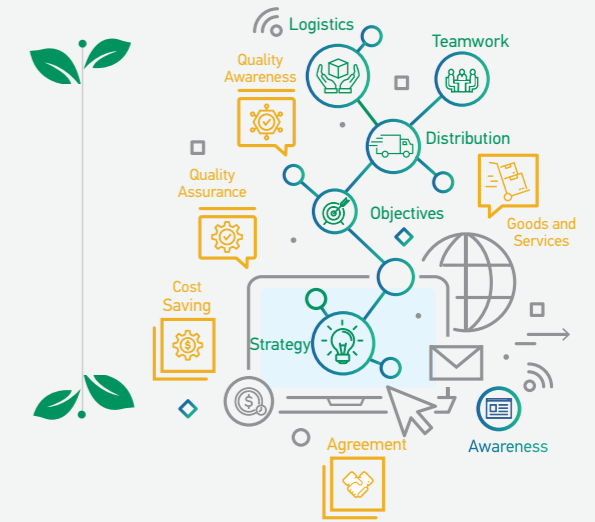 Logistics
Teamwork
Quality
Awareness
Distribution
Quality
Assurance
Objectives
Goods and
Services
Cost
Saving
Strategy
$
$
Agreement
Awareness